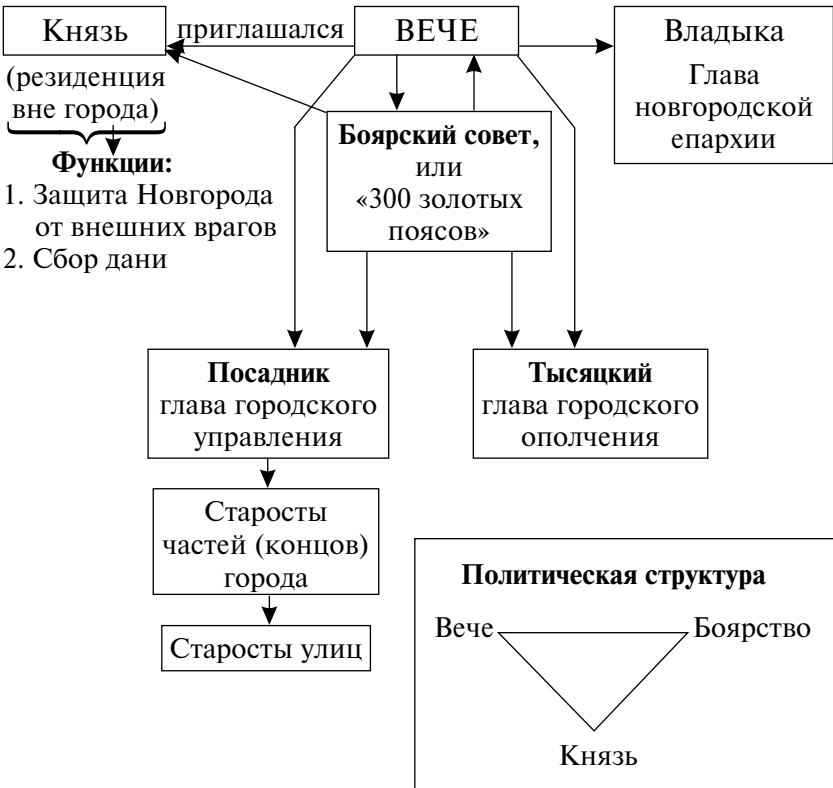 Князь
приглашался
ВЕЧЕ
Владыка
Глава
новгородской
епархии
(резиденция
вне города)
Функции:
1. Защита Новгорода
от внешних врагов
2. Сбор дани
Боярский совет,
или
«300 золотых
поясов»
Посадник
глава городского
управления
Тысяцкий
глава городского
ополчения
Старосты
частей (концов)
города
Старосты улиц
Политическая структура
Вече
Боярство
Князь